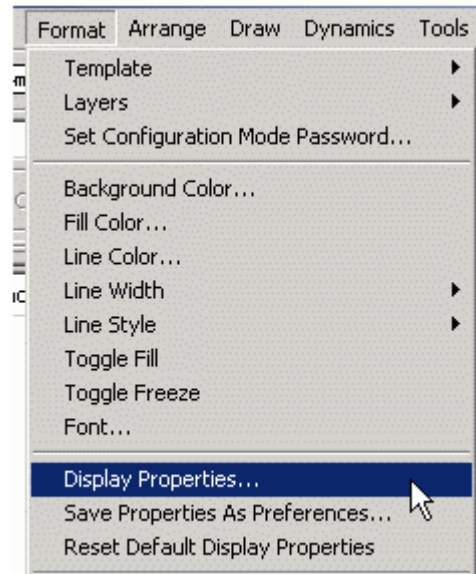 Format Arrange Draw Dynamics Tools
Template
Layers
Set Configuration Mode Password...
Background Color...
Fill Color...
Line Color...
Line Width
Line Style
Toggle Fill
Toggle Freeze
Font...
Display Properties...
Save Properties As Preferences...
Reset Default Display Properties